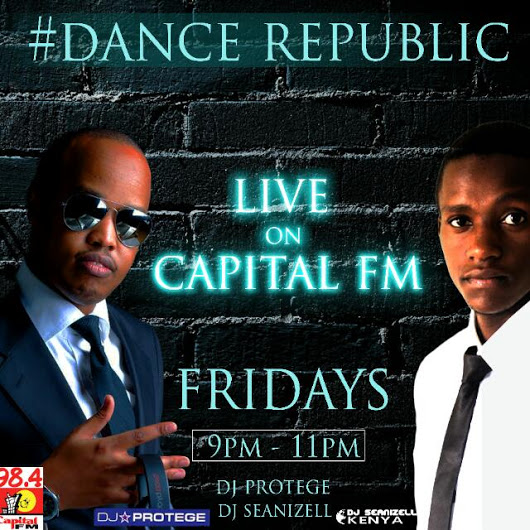 #DANCE REPUBLIC
LIVE
ON
CAPITAL FM
FRIDAYS
9PM - 11PM
DJ PROTEGE
DJ SEANIZELL
98.4
Capital
FM
DJ★PROTEGE
DJ SEANIZELL
KENYA